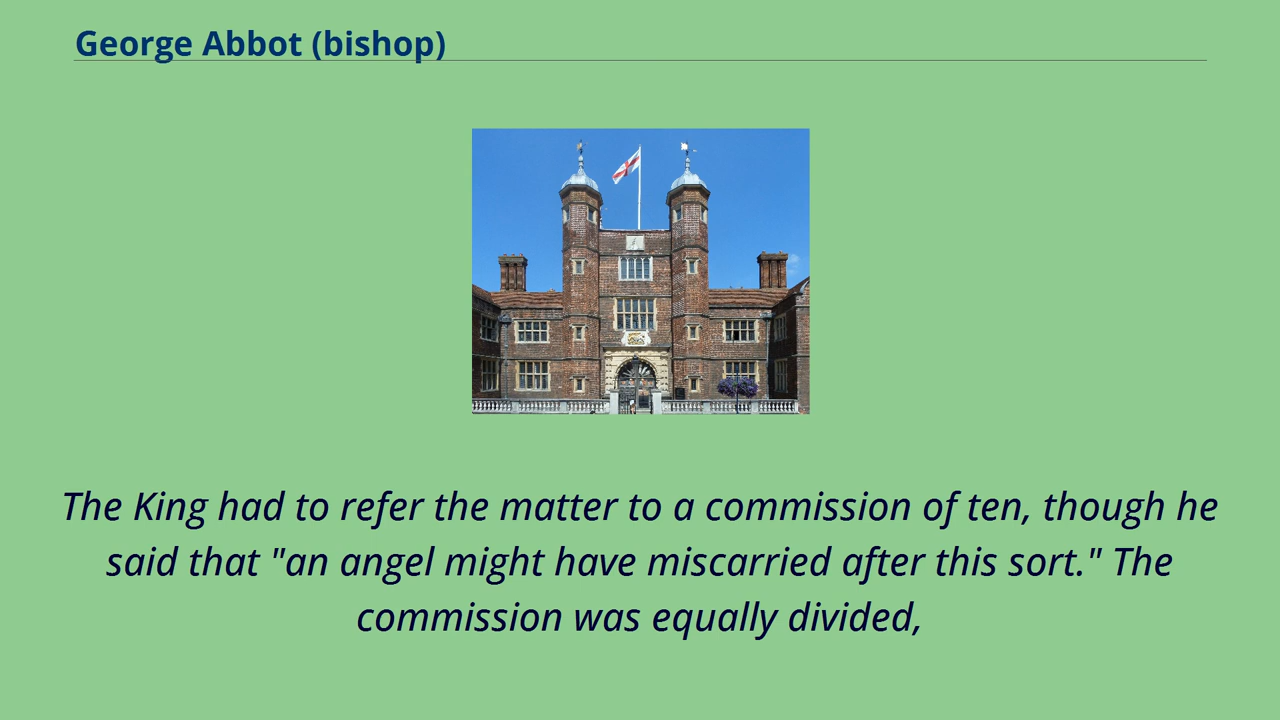 George Abbot (bishop)
The King had to refer the matter to a commission of ten, though he
said that "an angel might have miscarried after this sort." The
commission was equally divided,